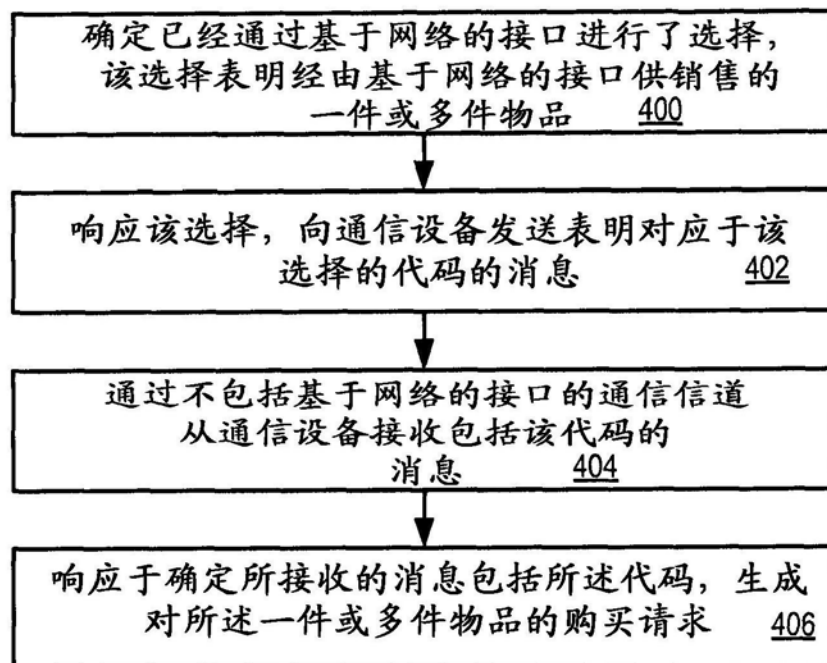 确定已经通过基于网络的接口进行了选择,
该选择表明经由基于网络的接口供销售的
一件或多件物品 400
响应该选择, 向通信设备发送表明对应于该
选择的代码的消息 402
通过不包括基于网络的接口的通信信道
从通信设备接收包括该代码的
消息 404
响应于确定所接收的消息包括所述代码, 生成
对所述一件或多件物品的购买请求 406